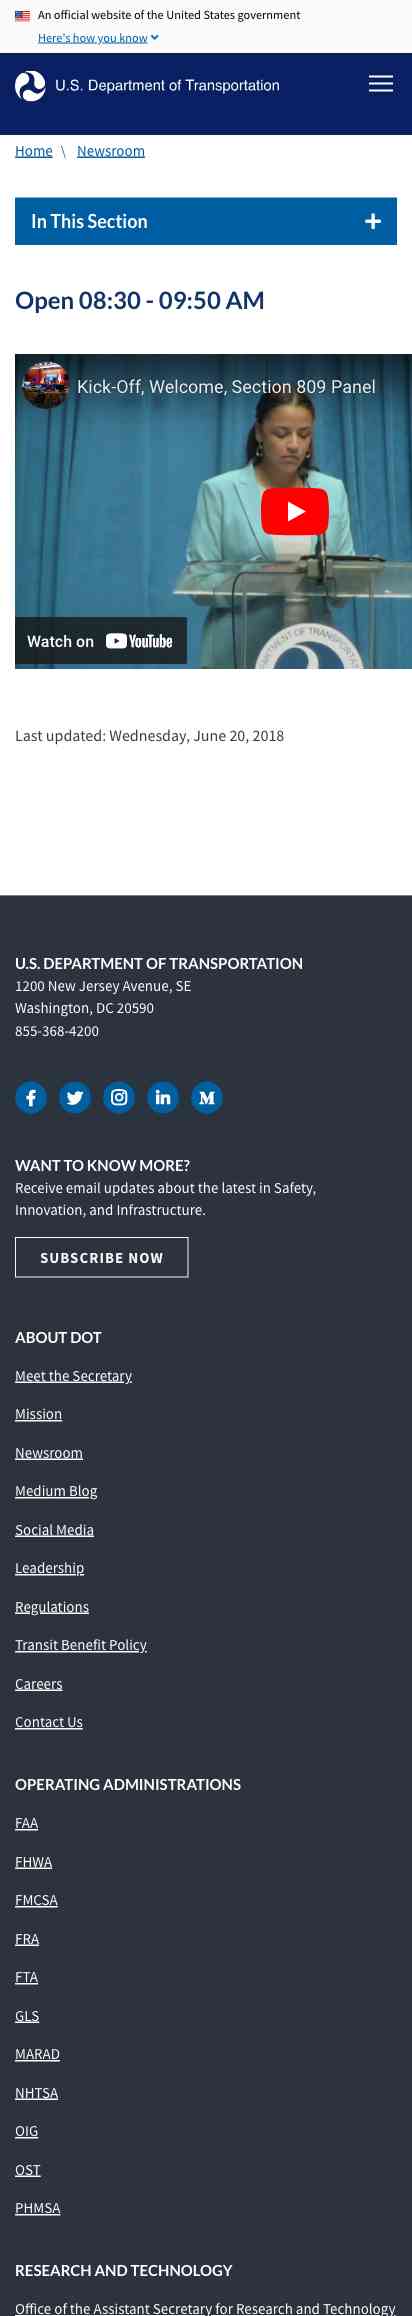 An official website of the United States government
Here's how you know
U.S. Department of Transportation
Home \ Newsroom
In This Section
Open 08:30 - 09:50 AM
Kick-Off, Welcome, Section 809 Panel
DEPARTMENT OF TRANSPORTATION
Watch on YouTube
Last updated: Wednesday, June 20, 2018
U.S. DEPARTMENT OF TRANSPORTATION
1200 New Jersey Avenue, SE
Washington, DC 20590
855-368-4200
WANT TO KNOW MORE?
Receive email updates about the latest in Safety,
Innovation, and Infrastructure.
SUBSCRIBE NOW
ABOUT DOT
Meet the Secretary
Mission
Newsroom
Medium Blog
Social Media
Leadership
Regulations
Transit Benefit Policy
Careers
Contact Us
OPERATING ADMINISTRATIONS
FAA
FHWA
FMCSA
FRA
FTA
GLS
MARAD
NHTSA
OIG
OST
PHMSA
RESEARCH AND TECHNOLOGY
Office of the Assistant Secretary for Research and Technology